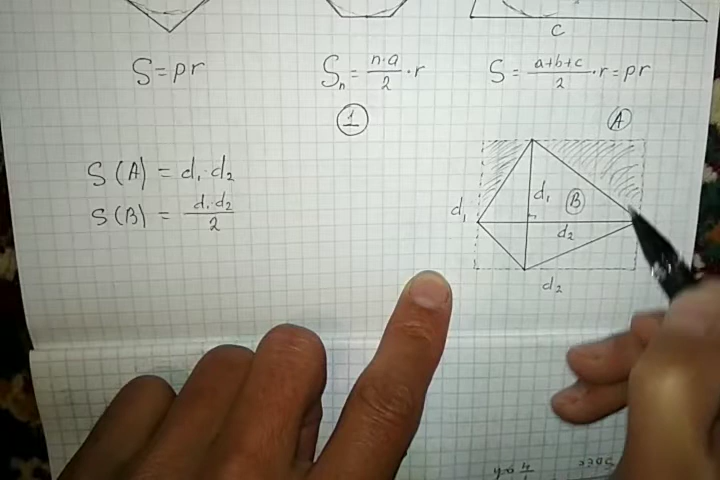 c
S = pr
Sₙ = n·a/2 · r
S = a+b+c/2 · r = pr
1
A
S(A) = d₁·d₂
S(B) = d₁·d₂/2
d₁
d₁
B
d₂
d₂